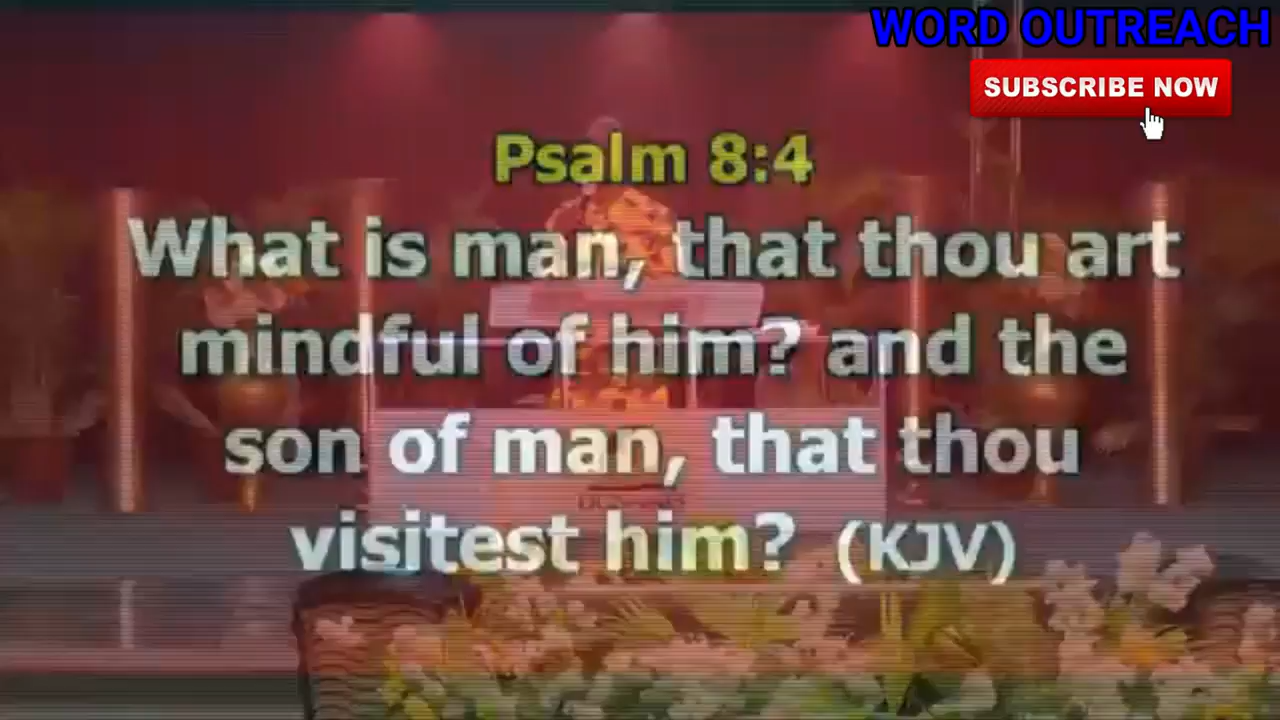 WORD OUTREACH
SUBSCRIBE NOW
Psalm 8:4
What is man, that thou art
mindful of him? and the
son of man, that thou
visitest him? (KJV)